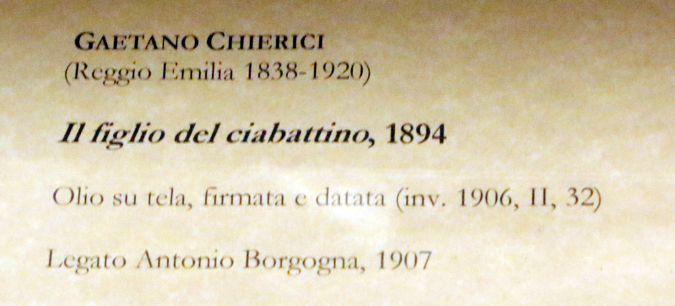 GAETANO CHIERICI
(Reggio Emilia 1838-1920)
Il figlio del ciabattino, 1894
Olio su tela, firmata e datata (inv. 1906, II, 32)
Legato Antonio Borgogna, 1907